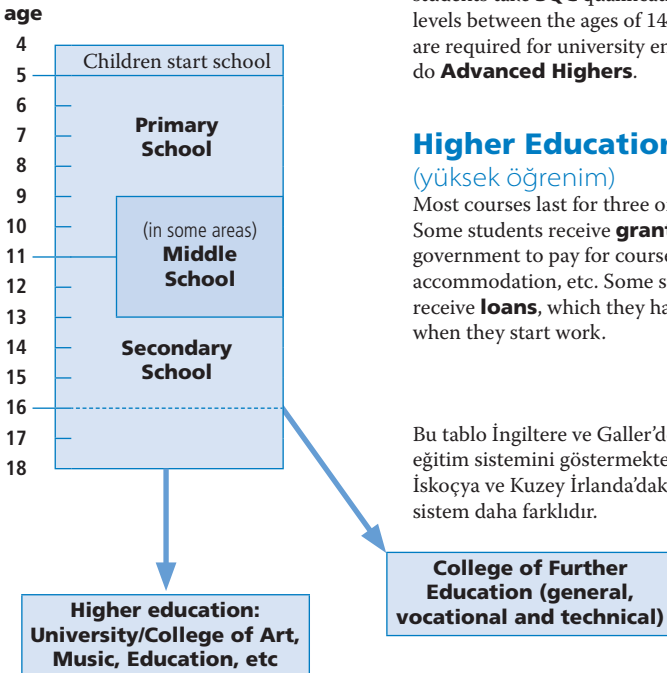 age
4
5
6
7
8
9
10
11
12
13
14
15
16
17
18
Children start school
Primary
School
(in some areas)
Middle
School
Secondary
School
Higher education:
University/College of Art,
Music, Education, etc
College of Further
Education (general,
vocational and technical)
levels between the ages of 14
are required for university en
do Advanced Highers.
Higher Education
(yüksek öğrenim)
Most courses last for three o
Some students receive grant
government to pay for course
accommodation, etc. Some s
receive loans, which they ha
when they start work.
Bu tablo İngiltere ve Galler'd
eğitim sistemini göstermekte
İskoçya ve Kuzey İrlanda'dak
sistem daha farklıdır.